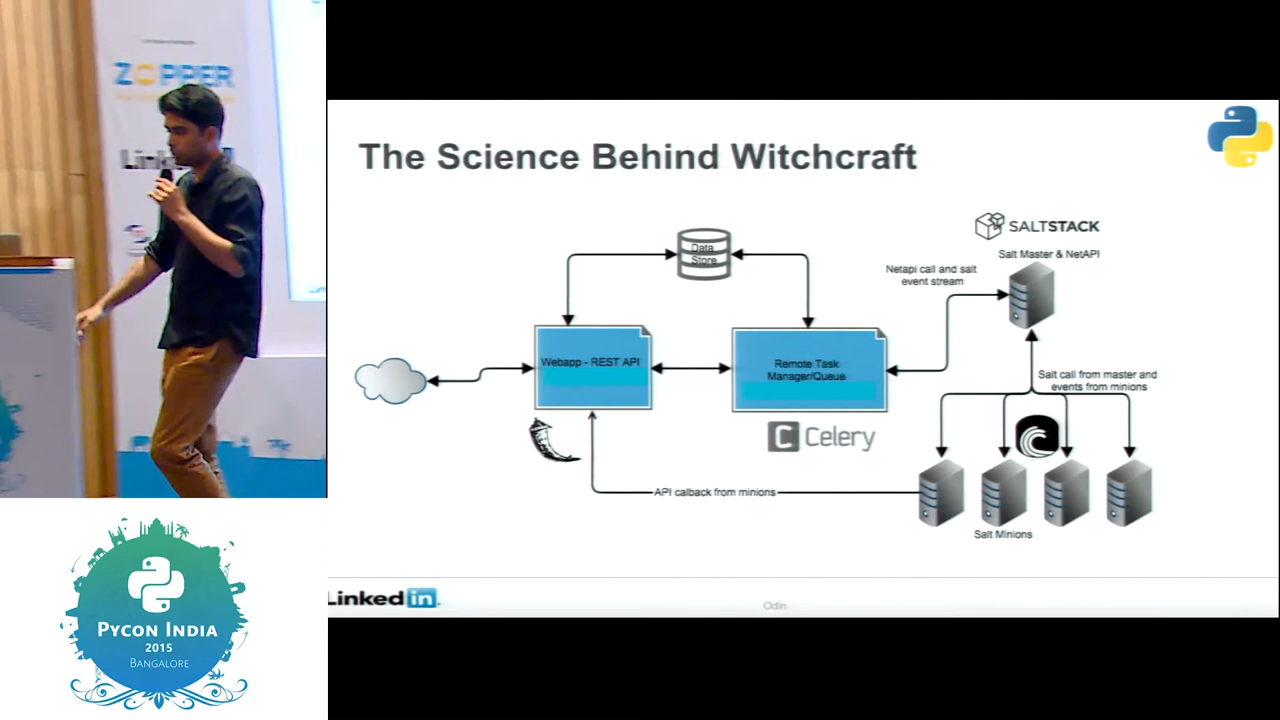 ZOPPER
Linked
The Science Behind Witchcraft
SALTSTACK
Salt Master & NetAPI
Data
Store
Netapi call and salt
event stream
Webapp - REST API
Remote Task
Manager/Queue
Salt call from master and
events from minions
C Celery
API calback from minions
Salt Minions
Linked in
Odin
PYCON INDIA
2015
BANGALORE